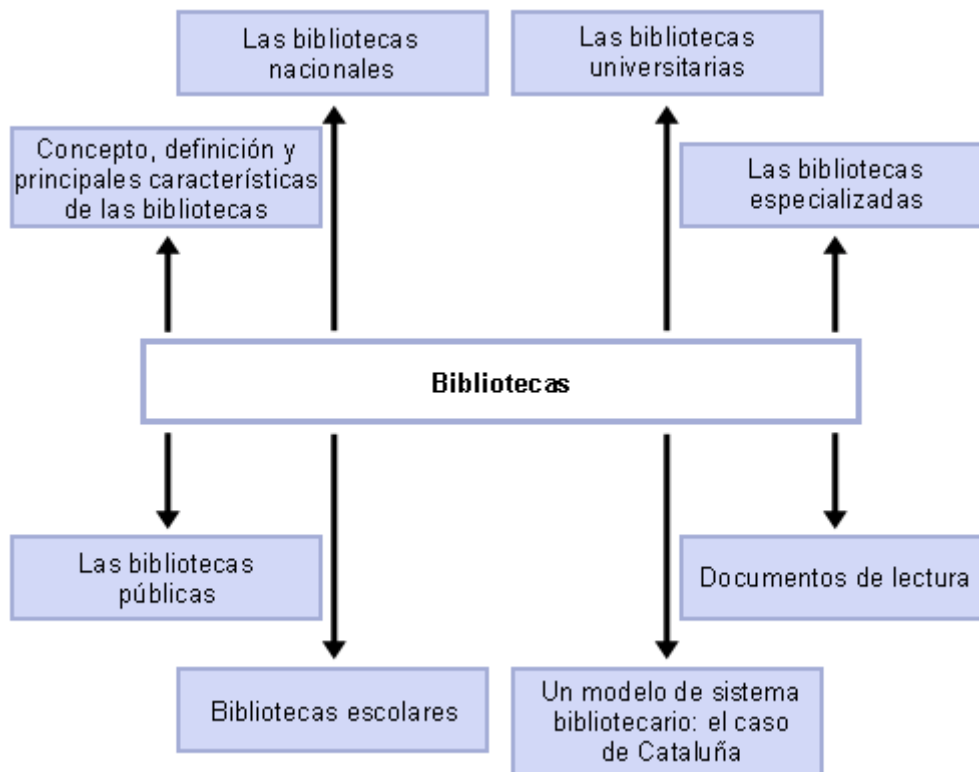 Las bibliotecas
nacionales
Las bibliotecas
universitarias
Concepto, definición y
principales características
de las bibliotecas
Las bibliotecas
especializadas
Bibliotecas
Las bibliotecas
públicas
Documentos de lectura
Bibliotecas escolares
Un modelo de sistema
bibliotecario: el caso
de Cataluña